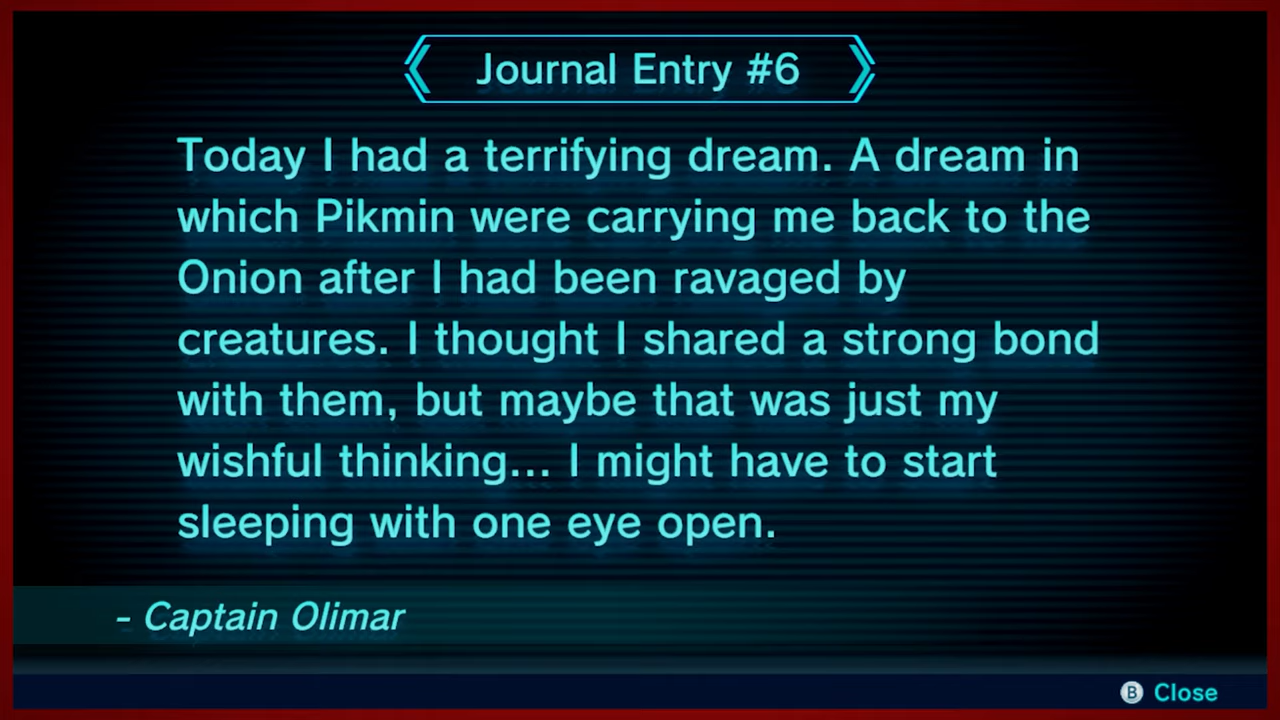 Journal Entry #6
Today I had a terrifying dream. A dream in
which Pikmin were carrying me back to the
Onion after I had been ravaged by
creatures. I thought I shared a strong bond
with them, but maybe that was just my
wishful thinking... I might have to start
sleeping with one eye open.
- Captain Olimar
B Close